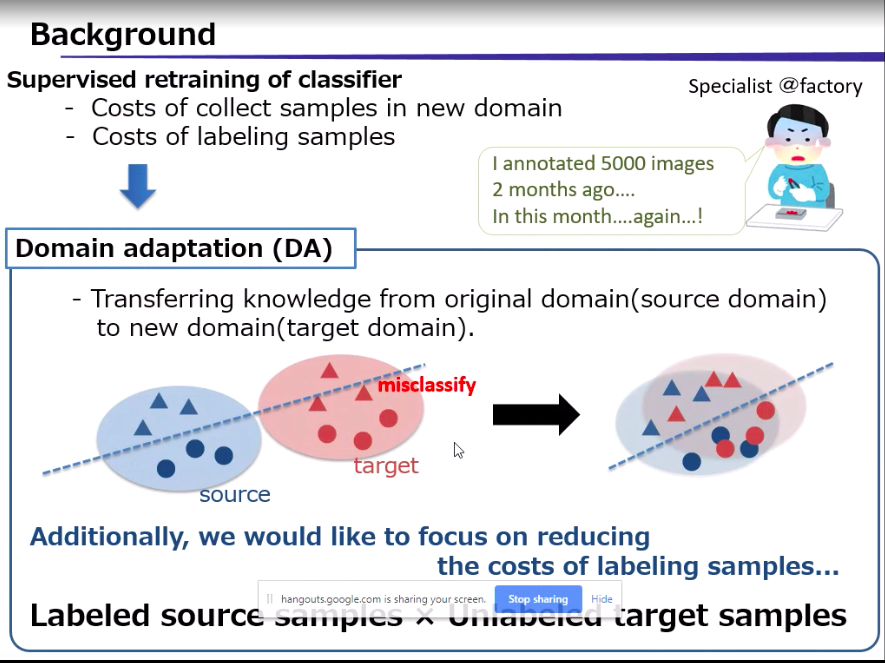 Background
Supervised retraining of classifier
- Costs of collect samples in new domain
- Costs of labeling samples
Specialist @factory
I annotated 5000 images
2 months ago....
In this month....again...!
Domain adaptation (DA)
- Transferring knowledge from original domain(source domain)
to new domain(target domain).
misclassify
target
source
Additionally, we would like to focus on reducing
the costs of labeling samples...
hangouts.google.com is sharing your screen. Stop sharing Hide
Labeled source samples × Unlabeled target samples